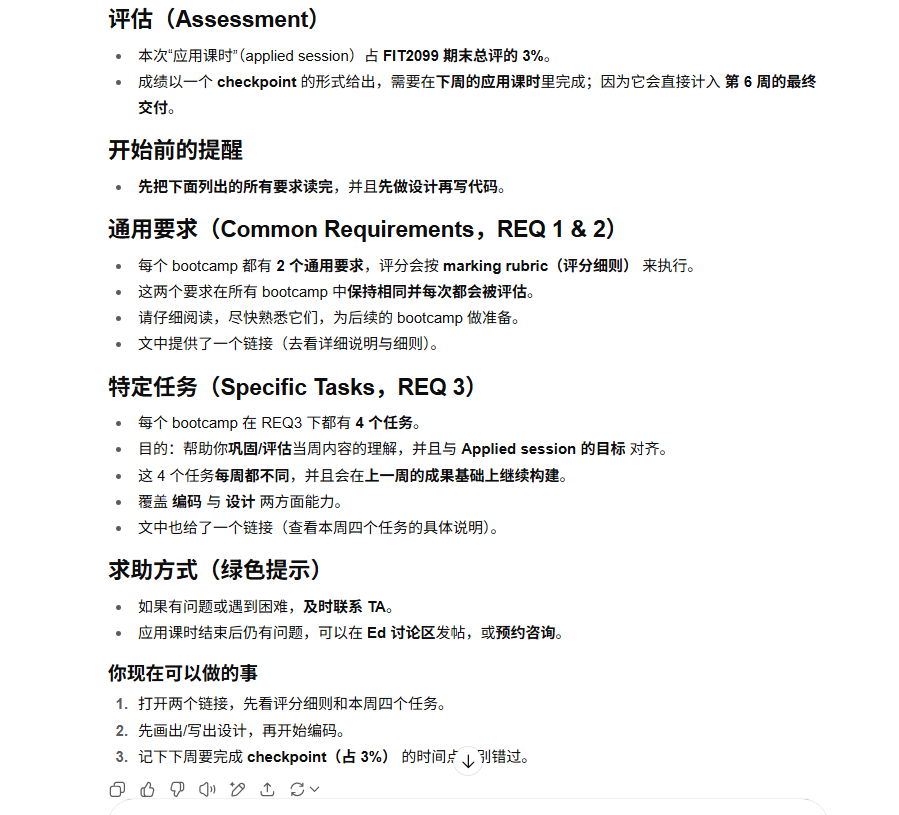 评估（Assessment）
本次“应用课时”（applied session）占 FIT2099 期末总评的 3%。
成绩以一个 checkpoint 的形式给出，需要在下周的应用课时里完成；因为它会直接计入 第 6 周的最终
交付。
开始前的提醒
先把下面列出的所有要求读完，并且先做设计再写代码。
通用要求（Common Requirements，REQ 1 & 2）
每个 bootcamp 都有 2 个通用要求，评分会按 marking rubric（评分细则） 来执行。
这两个要求在所有 bootcamp 中保持相同并每次都会被评估。
请仔细阅读，尽快熟悉它们，为后续的 bootcamp 做准备。
文中提供了一个链接（去看详细说明与细则）。
特定任务（Specific Tasks，REQ 3）
每个 bootcamp 在 REQ3 下都有 4 个任务。
目的：帮助你巩固/评估当周内容的理解，并且与 Applied session 的目标 对齐。
这 4 个任务每周都不同，并且会在上一周的成果基础上继续构建。
覆盖 编码 与 设计 两方面能力。
文中也给了一个链接（查看本周四个任务的具体说明）。
求助方式（绿色提示）
如果有问题或遇到困难，及时联系 TA。
应用课时结束后仍有问题，可以在 Ed 讨论区发帖，或预约咨询。
你现在可以做的事
1. 打开两个链接，先看评分细则和本周四个任务。
2. 先画出/写出设计，再开始编码。
3. 记下下周要完成 checkpoint（占 3%） 的时间点 别错过。